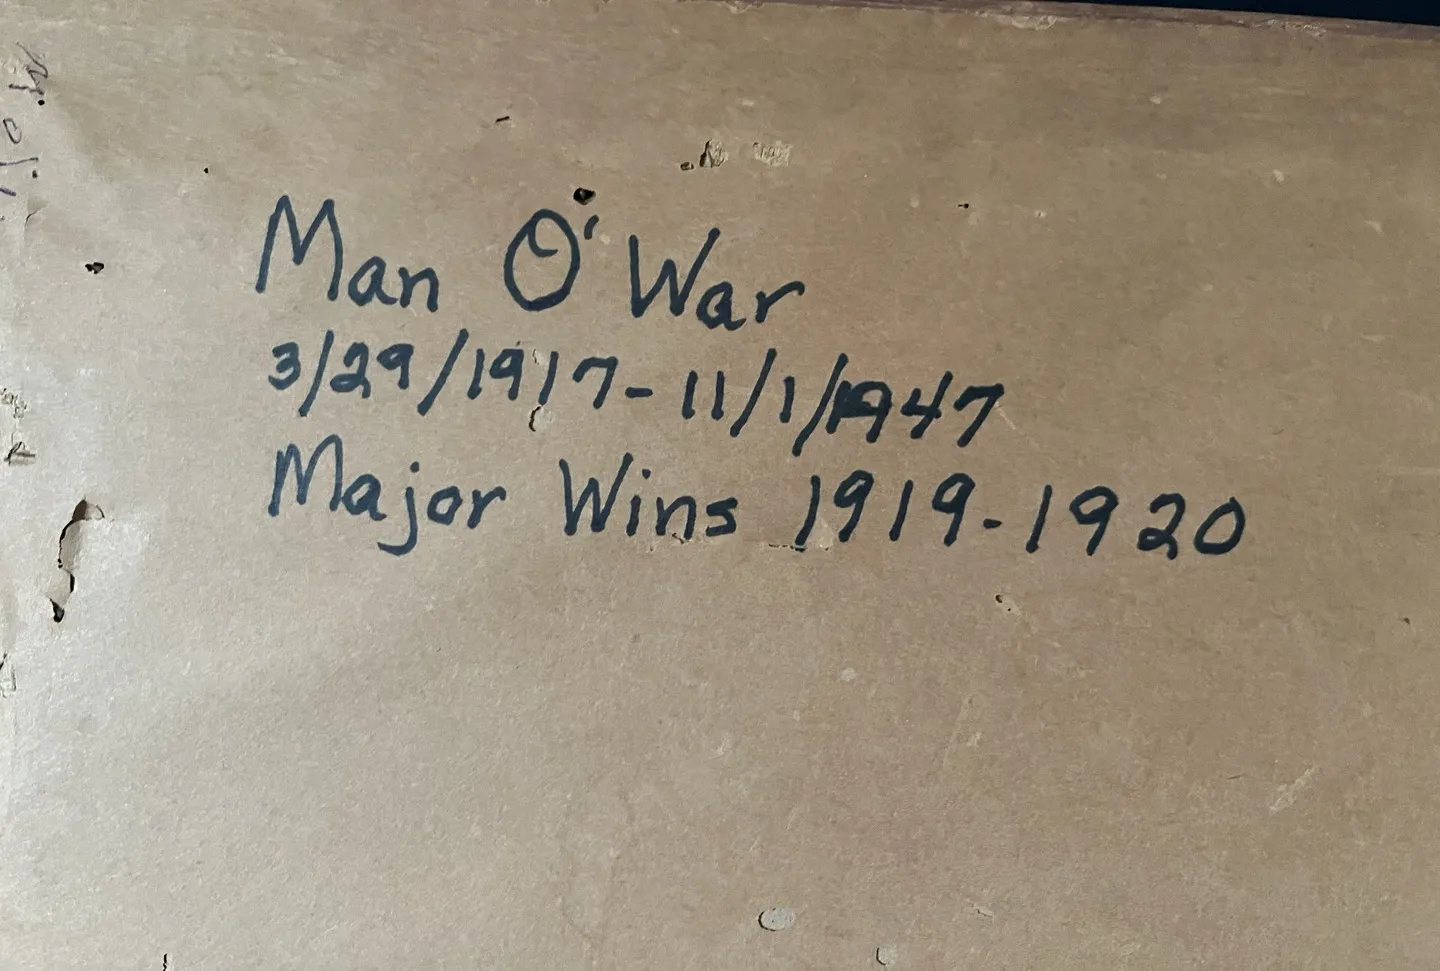 Man O' War
3/29/1917-11/1/1947
Major Wins 1919-1920